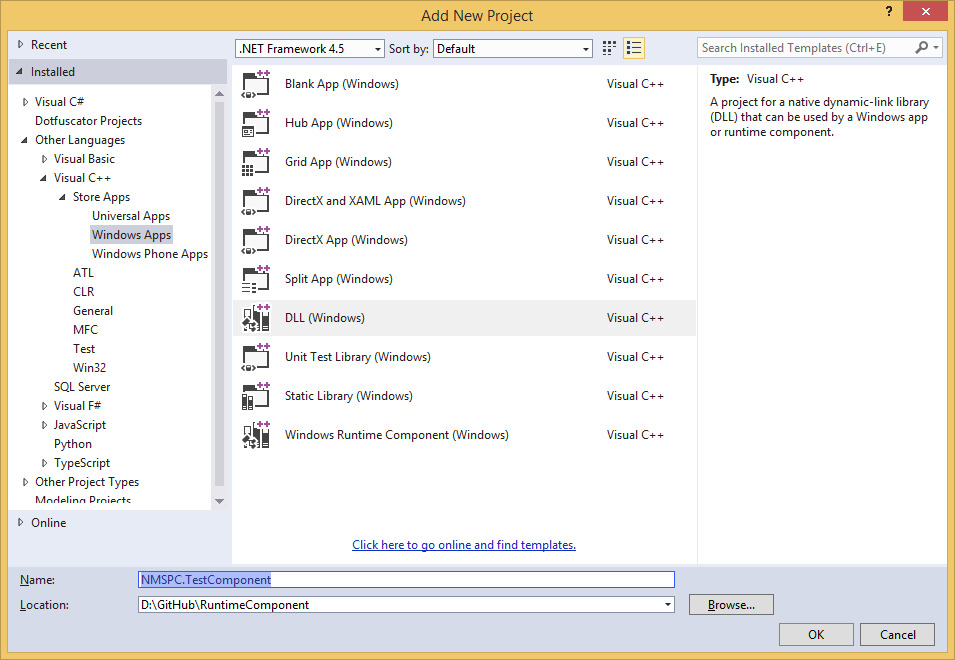 Add New Project
?
Recent
Installed
Visual C#
Dotfuscator Projects
Other Languages
Visual Basic
Visual C++
Store Apps
Universal Apps
Windows Apps
Windows Phone Apps
ATL
CLR
General
MFC
Test
Win32
SQL Server
Visual F#
JavaScript
Python
TypeScript
Other Project Types
Modeling Projects
Online
.NET Framework 4.5 Sort by: Default
Blank App (Windows) Visual C++
Hub App (Windows) Visual C++
Grid App (Windows) Visual C++
DirectX and XAML App (Windows) Visual C++
DirectX App (Windows) Visual C++
Split App (Windows) Visual C++
DLL (Windows) Visual C++
Unit Test Library (Windows) Visual C++
Static Library (Windows) Visual C++
Windows Runtime Component (Windows) Visual C++
Click here to go online and find templates.
Search Installed Templates (Ctrl+E)
Type: Visual C++
A project for a native dynamic-link library
(DLL) that can be used by a Windows app
or runtime component.
Name: NMSPC.TestComponent
Location: D:\GitHub\RuntimeComponent Browse...
OK Cancel